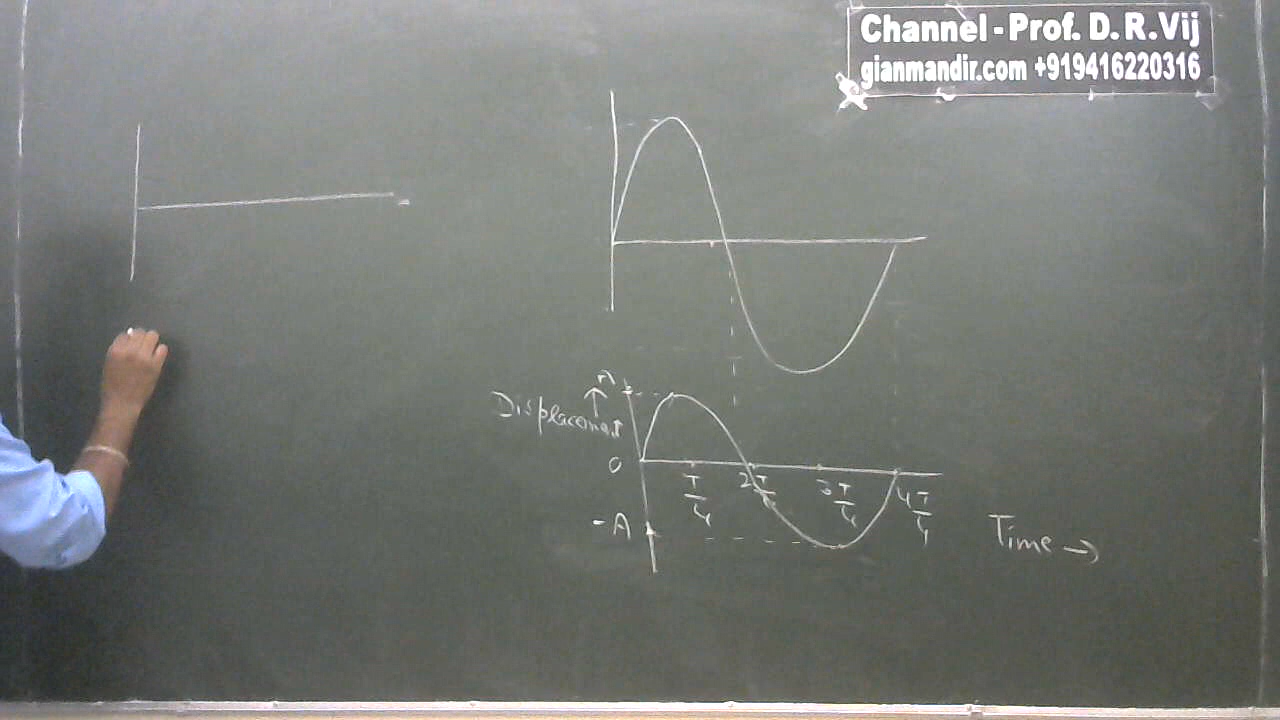 Channel - Prof. D. R. Vij
gianmandir.com +919416220316
A
Displacement
0
T/4
2T/4
3T/4
4T/4
-A
Time →